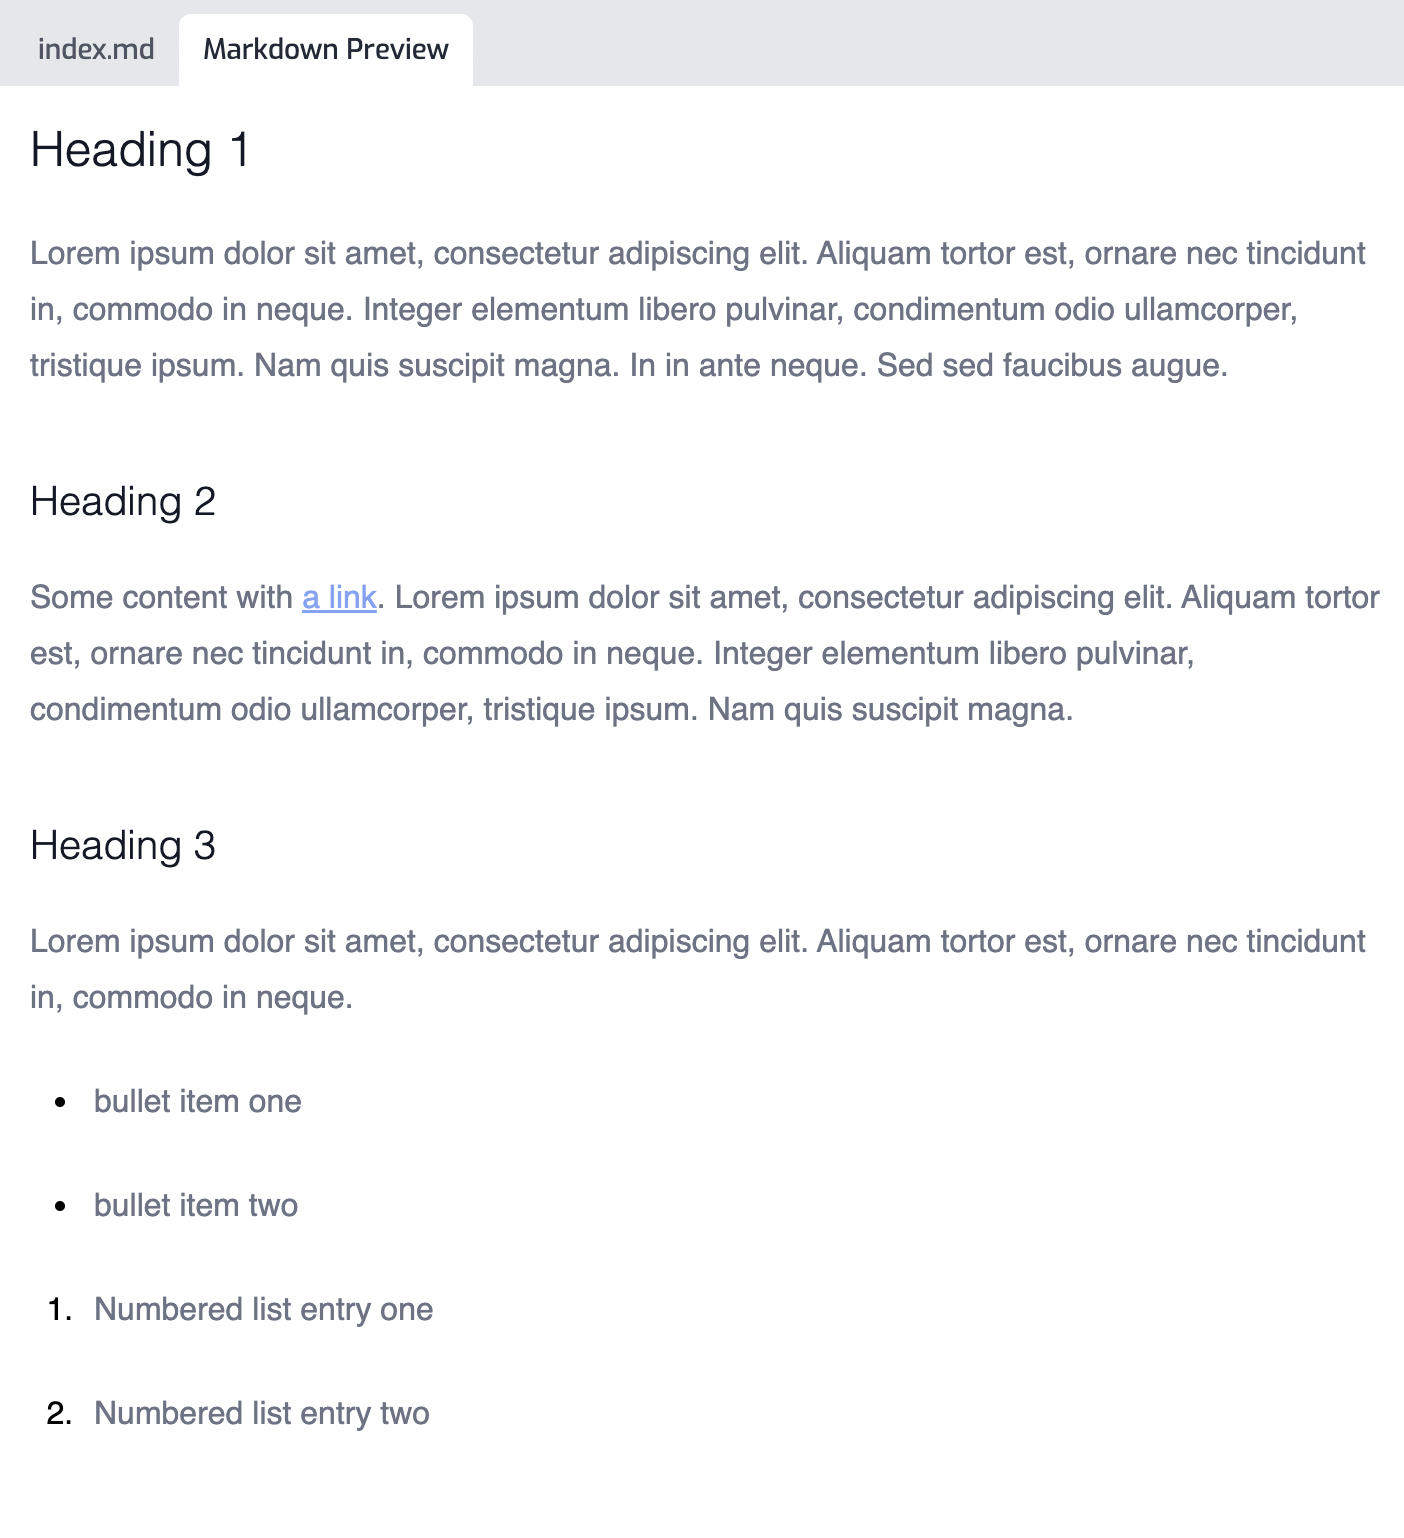 index.md
Markdown Preview
Heading 1
Lorem ipsum dolor sit amet, consectetur adipiscing elit. Aliquam tortor est, ornare nec tincidunt
in, commodo in neque. Integer elementum libero pulvinar, condimentum odio ullamcorper,
tristique ipsum. Nam quis suscipit magna. In in ante neque. Sed sed faucibus augue.
Heading 2
Some content with a link. Lorem ipsum dolor sit amet, consectetur adipiscing elit. Aliquam tortor
est, ornare nec tincidunt in, commodo in neque. Integer elementum libero pulvinar,
condimentum odio ullamcorper, tristique ipsum. Nam quis suscipit magna.
Heading 3
Lorem ipsum dolor sit amet, consectetur adipiscing elit. Aliquam tortor est, ornare nec tincidunt
in, commodo in neque.
• bullet item one
• bullet item two
1. Numbered list entry one
2. Numbered list entry two